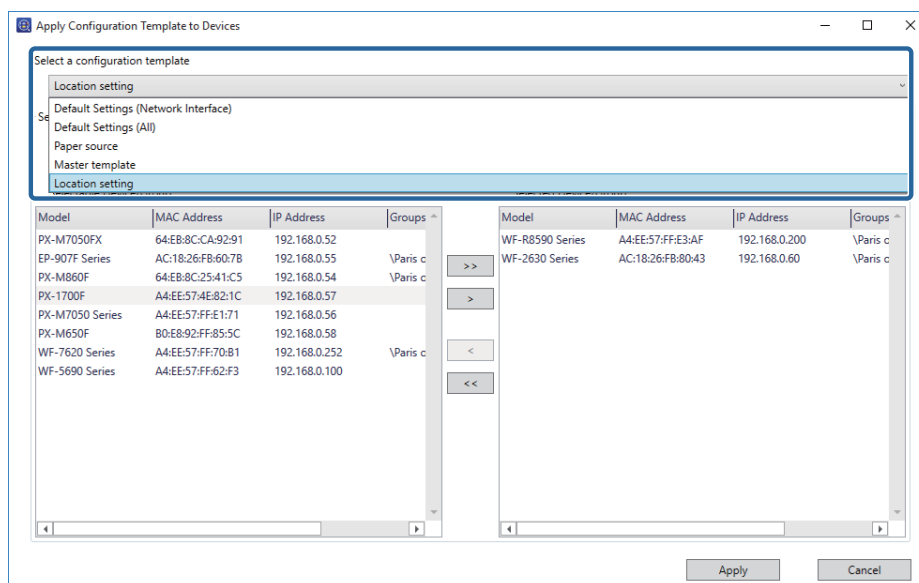 Apply Configuration Template to Devices
Select a configuration template
Location setting
Se
Default Settings (Network Interface)
Default Settings (All)
Paper source
Master template
Location setting
Model MAC Address IP Address Groups
PX-M7050FX 64:EB:8C:CA:92:91 192.168.0.52
EP-907F Series AC:18:26:FB:60:7B 192.168.0.55 \Paris c
PX-M860F 64:EB:8C:25:41:C5 192.168.0.54 \Paris c
PX-1700F A4:EE:57:4E:82:1C 192.168.0.57
PX-M7050 Series A4:EE:57:FF:E1:71 192.168.0.56
PX-M650F B0:E8:92:FF:85:5C 192.168.0.58
WF-7620 Series A4:EE:57:FF:70:B1 192.168.0.252 \Paris c
WF-5690 Series A4:EE:57:FF:62:F3 192.168.0.100
>>
>
<
<<
Model MAC Address IP Address Groups
WF-R8590 Series A4:EE:57:FF:E3:AF 192.168.0.200 \Paris c
WF-2630 Series AC:18:26:FB:80:43 192.168.0.60 \Paris c
Apply Cancel